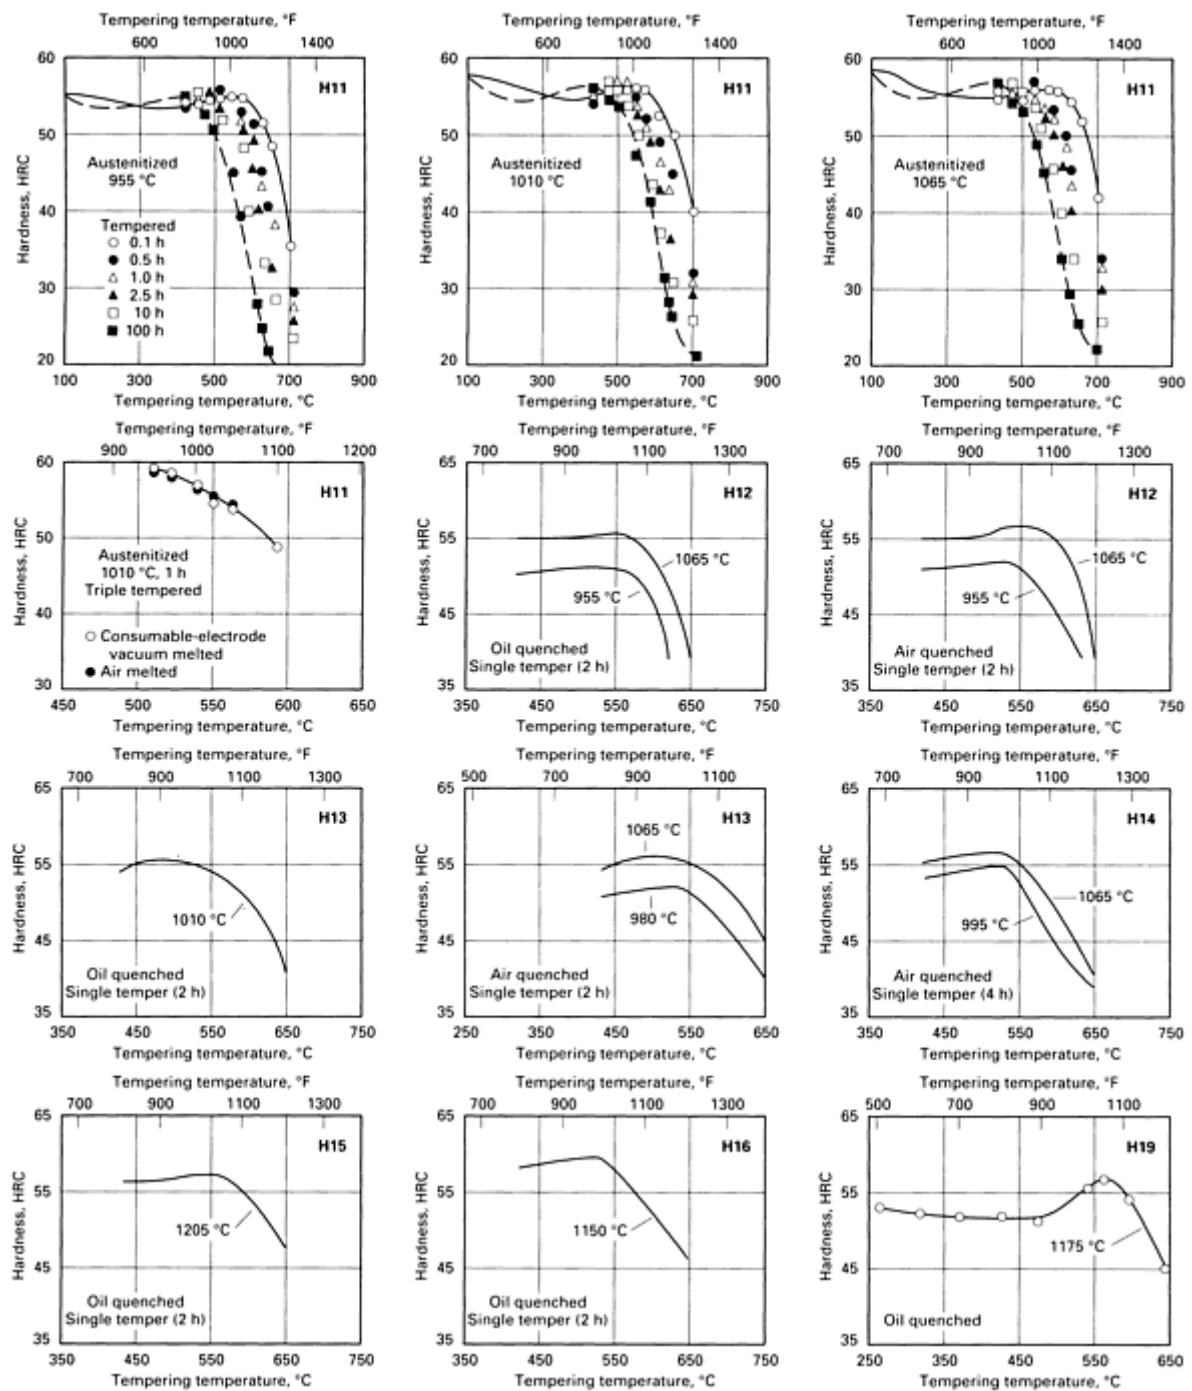 Tempering temperature, °F
600 1000 1400
60
50
40
30
20
Hardness, HRC
H11
Austenitized
955 °C
Tempered
0.1 h
0.5 h
1.0 h
2.5 h
10 h
100 h
100 300 500 700 900
Tempering temperature, °C
Tempering temperature, °F
600 1000 1400
60
50
40
30
20
Hardness, HRC
H11
Austenitized
1010 °C
100 300 500 700 900
Tempering temperature, °C
Tempering temperature, °F
600 1000 1400
60
50
40
30
20
Hardness, HRC
H11
Austenitized
1065 °C
100 300 500 700 900
Tempering temperature, °C
Tempering temperature, °F
900 1000 1100 1200
60
50
40
30
Hardness, HRC
H11
Austenitized
1010 °C, 1 h
Triple tempered
Consumable-electrode
vacuum melted
Air melted
450 500 550 600 650
Tempering temperature, °C
Tempering temperature, °F
700 900 1100 1300
65
55
45
35
Hardness, HRC
H12
1065 °C
955 °C
Oil quenched
Single temper (2 h)
350 450 550 650 750
Tempering temperature, °C
Tempering temperature, °F
700 900 1100 1300
65
55
45
35
Hardness, HRC
H12
1065 °C
955 °C
Air quenched
Single temper (2 h)
350 450 550 650 750
Tempering temperature, °C
Tempering temperature, °F
700 900 1100 1300
65
55
45
35
Hardness, HRC
H13
1010 °C
Oil quenched
Single temper (2 h)
350 450 550 650 750
Tempering temperature, °C
Tempering temperature, °F
500 700 900 1100
65
55
45
35
Hardness, HRC
H13
1065 °C
980 °C
Air quenched
Single temper (2 h)
250 350 450 550 650
Tempering temperature, °C
Tempering temperature, °F
700 900 1100 1300
65
55
45
35
Hardness, HRC
H14
1065 °C
995 °C
Air quenched
Single temper (4 h)
350 450 550 650 750
Tempering temperature, °C
Tempering temperature, °F
700 900 1100 1300
65
55
45
35
Hardness, HRC
H15
1205 °C
Oil quenched
Single temper (2 h)
350 450 550 650 750
Tempering temperature, °C
Tempering temperature, °F
700 900 1100 1300
65
55
45
35
Hardness, HRC
H16
1150 °C
Oil quenched
Single temper (2 h)
350 450 550 650 750
Tempering temperature, °C
Tempering temperature, °F
500 700 900 1100
65
55
45
35
Hardness, HRC
H19
1175 °C
Oil quenched
250 350 450 550 650
Tempering temperature, °C